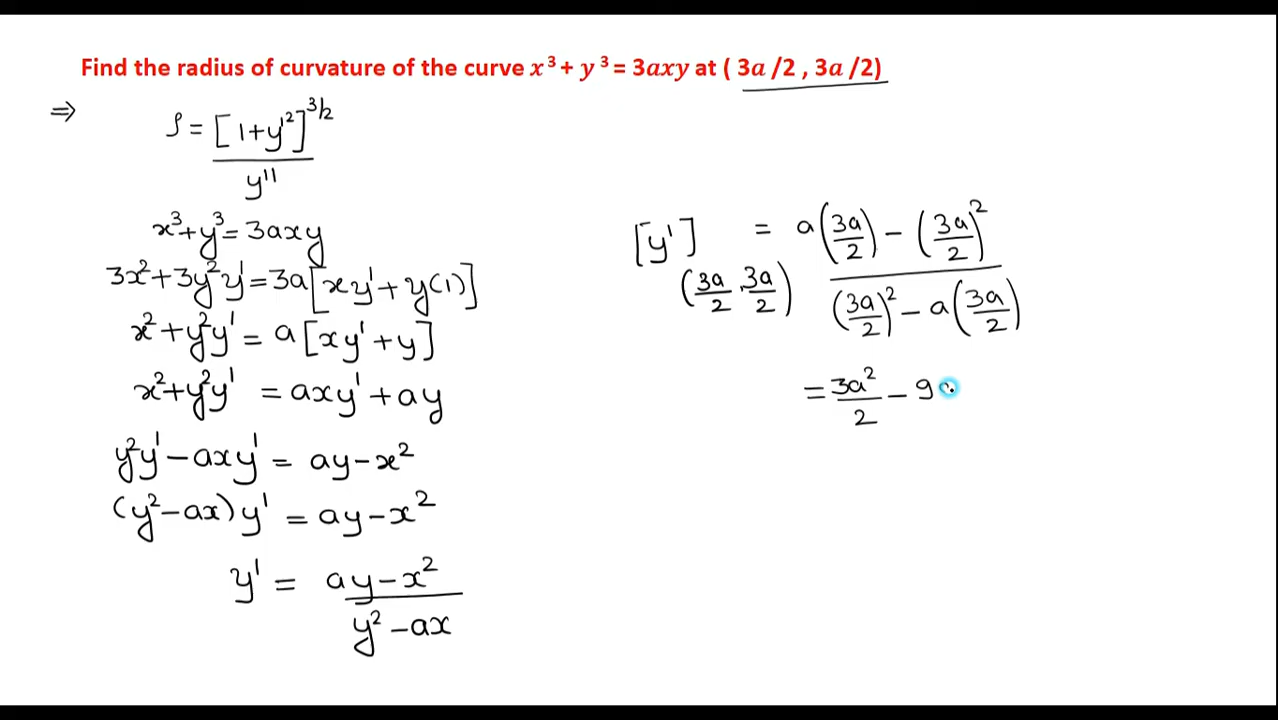 Find the radius of curvature of the curve x³ + y³ = 3axy at ( 3a /2 , 3a /2)
⇒ ρ = [1+y'²]^3/2 / y''
x³+y³ = 3axy
3x²+3y²y' = 3a[xy'+y(1)]
x²+y²y' = a[xy'+y]
x²+y²y' = axy'+ay
y²y'−axy' = ay−x²
(y²−ax)y' = ay−x²
y' = ay−x² / y²−ax
[y'] (3a/2, 3a/2) = a(3a/2) − (3a/2)² / (3a/2)² − a(3a/2)
= 3a²/2 − 9